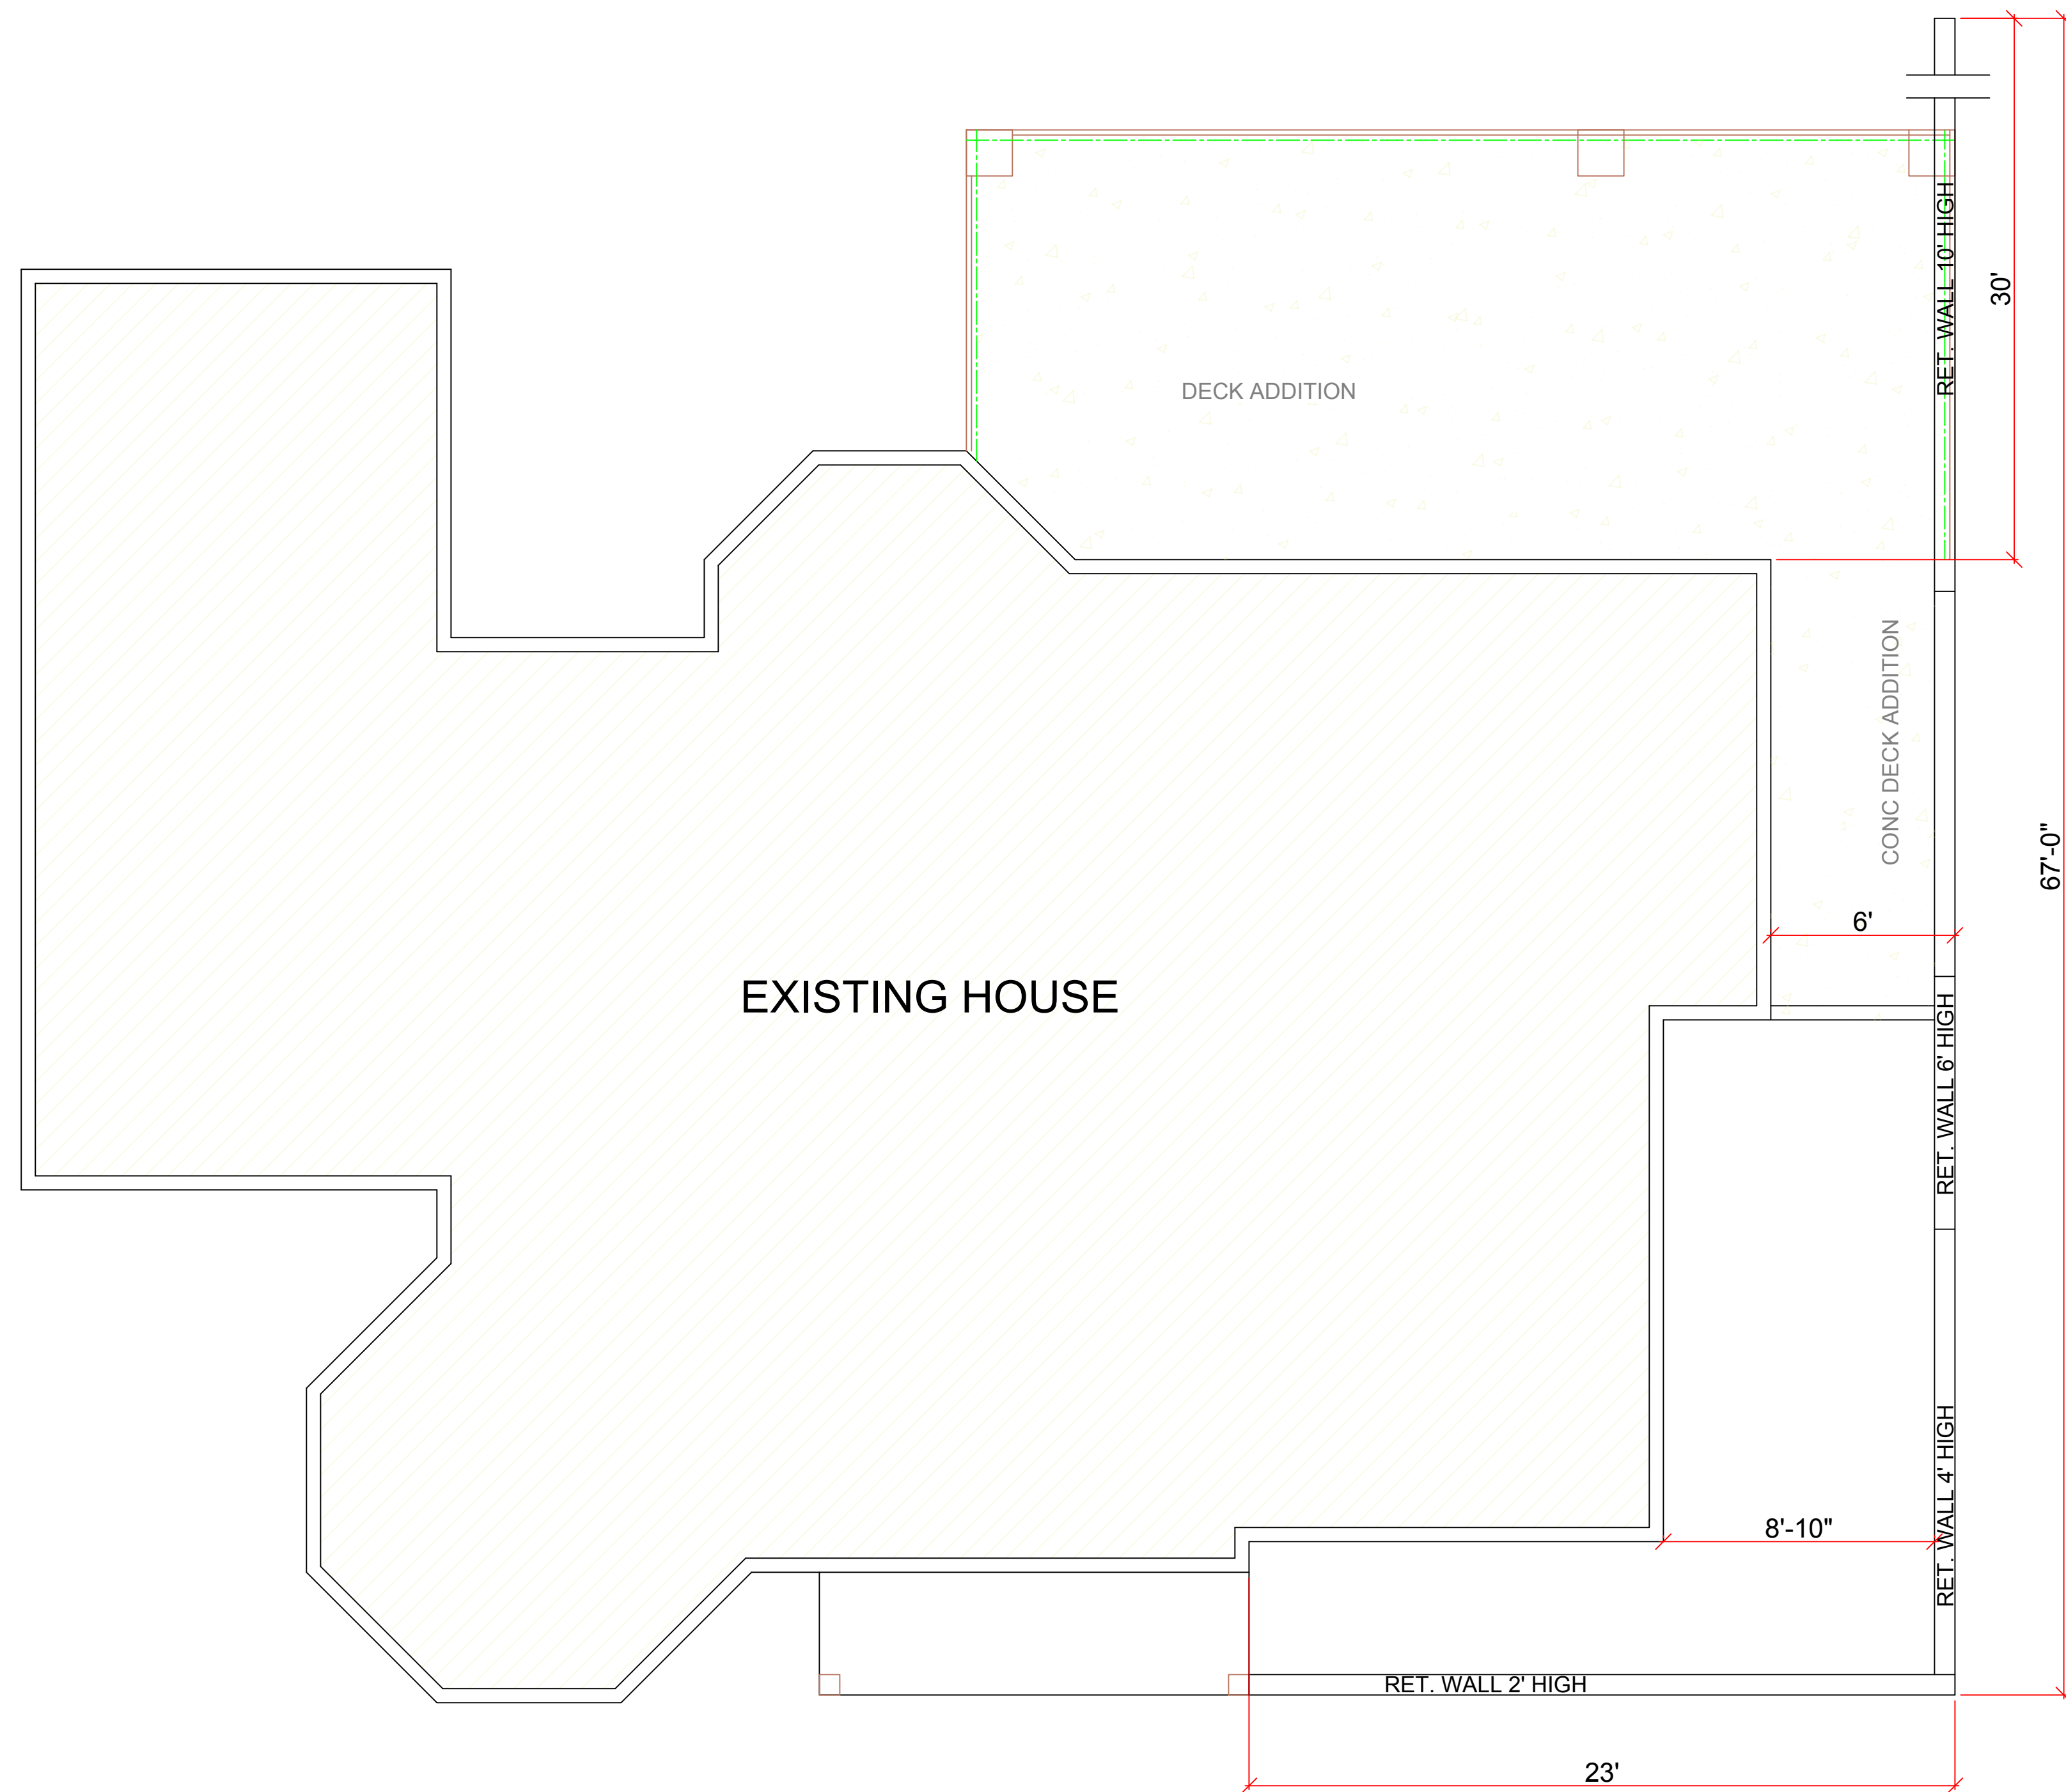 RET. WALL 10' HIGH
30'
DECK ADDITION
CONC DECK ADDITION
67'-0"
6'
EXISTING HOUSE
RET. WALL 6' HIGH
RET. WALL 4' HIGH
8'-10"
RET. WALL 2' HIGH
23'